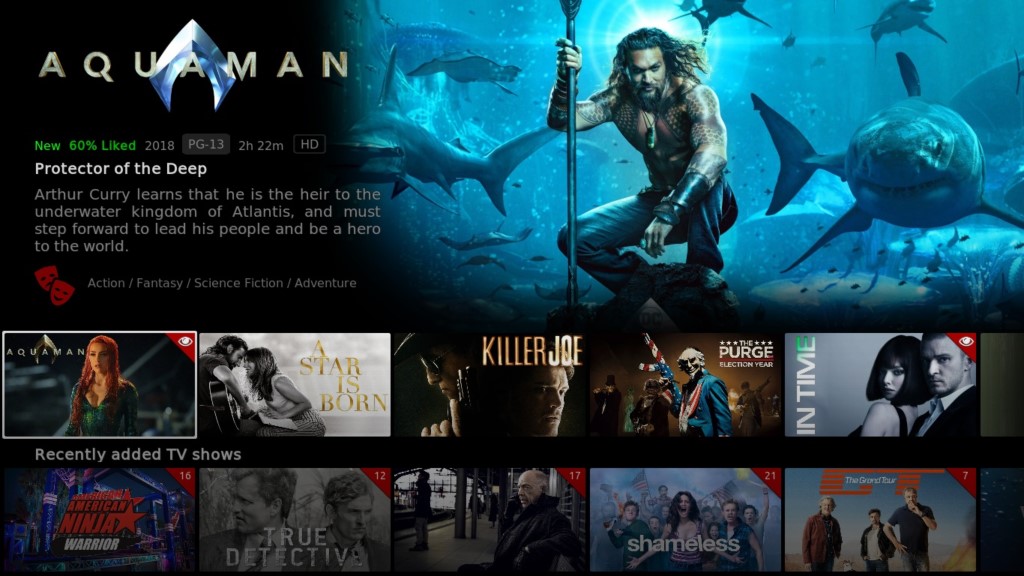 AQUAMAN
New 60% Liked 2018 PG-13 2h 22m HD
Protector of the Deep
Arthur Curry learns that he is the heir to the
underwater kingdom of Atlantis, and must
step forward to lead his people and be a hero
to the world.
Action / Fantasy / Science Fiction / Adventure
AQUAMAN
A
STAR
IS
BORN
KILLER JOE
THE
PURGE
ELECTION YEAR
IN TIME
Recently added TV shows
16
AMERICAN
NINJA
WARRIOR
12
TRUE
DETECTIVE
17
21
shameless
7
The Grand Tour